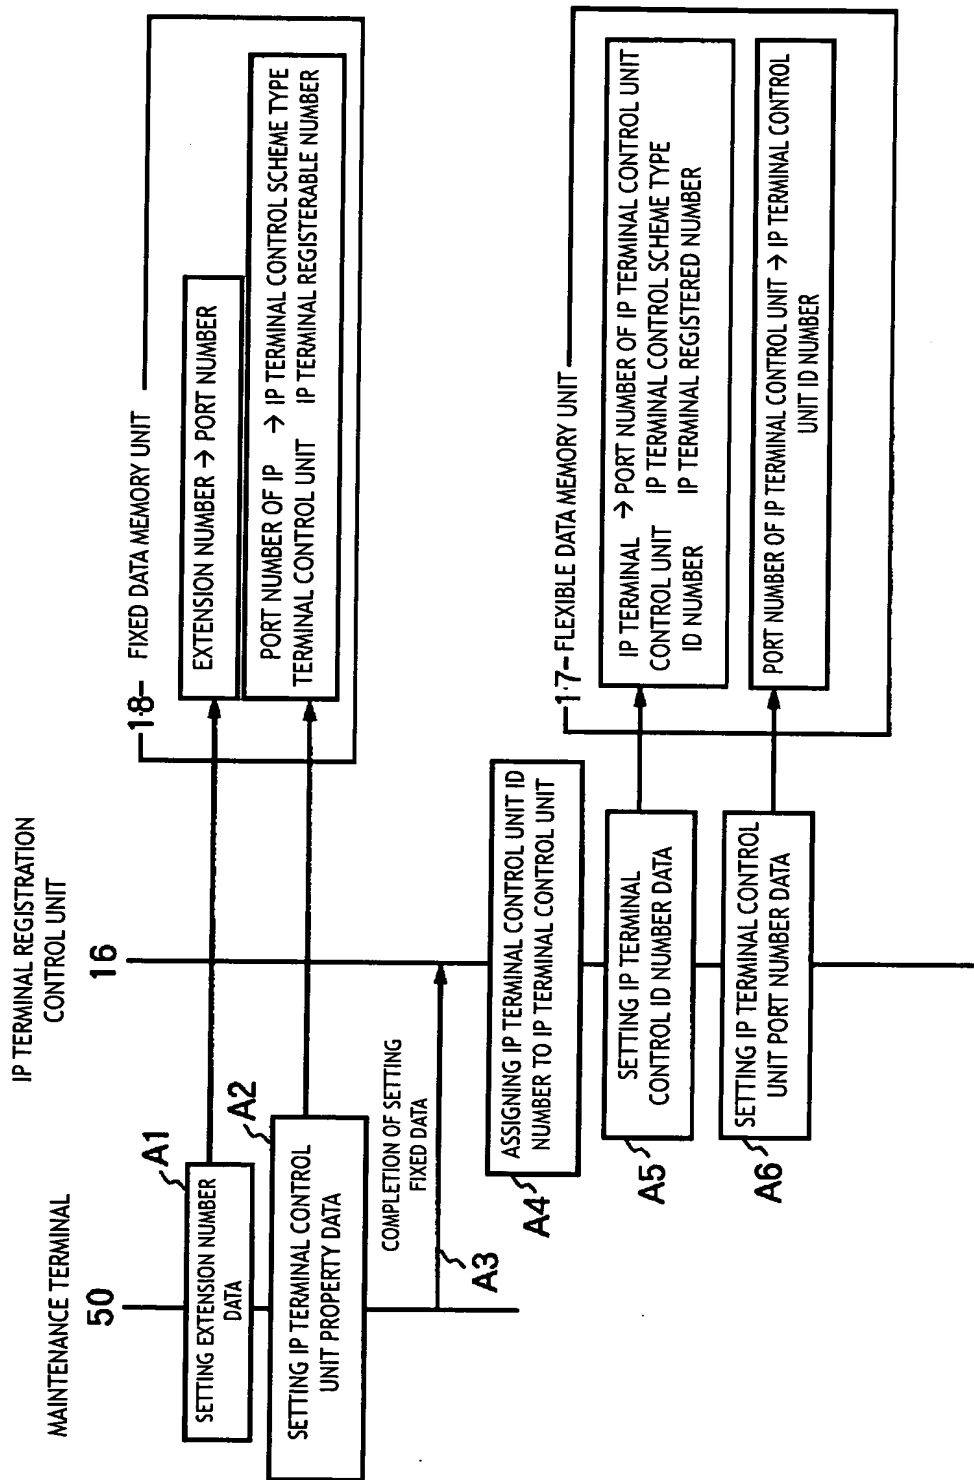 MAINTENANCE TERMINAL
50
IP TERMINAL REGISTRATION
CONTROL UNIT
16
SETTING EXTENSION NUMBER
DATA
A1
SETTING IP TERMINAL CONTROL
UNIT PROPERTY DATA
A2
COMPLETION OF SETTING
FIXED DATA
A3
18
FIXED DATA MEMORY UNIT
EXTENSION NUMBER → PORT NUMBER
PORT NUMBER OF IP → IP TERMINAL CONTROL SCHEME TYPE
TERMINAL CONTROL UNIT IP TERMINAL REGISTERABLE NUMBER
ASSIGNING IP TERMINAL CONTROL UNIT ID
NUMBER TO IP TERMINAL CONTROL UNIT
A4
SETTING IP TERMINAL
CONTROL ID NUMBER DATA
A5
SETTING IP TERMINAL CONTROL
UNIT PORT NUMBER DATA
A6
17
FLEXIBLE DATA MEMORY UNIT
IP TERMINAL → PORT NUMBER OF IP TERMINAL CONTROL UNIT
CONTROL UNIT IP TERMINAL CONTROL SCHEME TYPE
ID NUMBER IP TERMINAL REGISTERED NUMBER
PORT NUMBER OF IP TERMINAL CONTROL UNIT → IP TERMINAL CONTROL
UNIT ID NUMBER